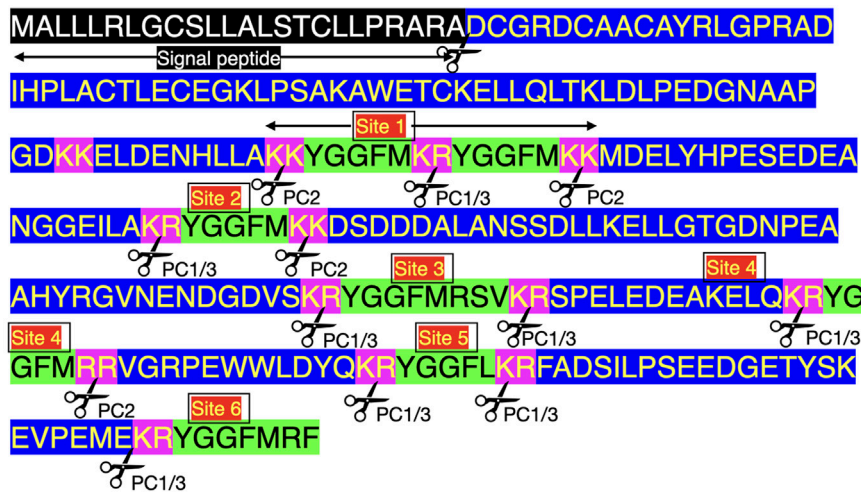 MALLLRLGCSLLALSTCLLPRARADCGRDCAACAYRLGPRAD
Signal peptide
IHPLACTLECEGKLPSAKAWETCKELLQLTKLDLPEDGNAAP
Site 1
GDKKELDENHLLAKKYGGFMKRYGGFMKKMDELYHPESEDEA
PC2 PC1/3 PC2
Site 2
NGGEILAKRYGGFMKKDSDDDALANSSDLLKELLGTGDNPEA
PC1/3 PC2
Site 3 Site 4
AHYRGVNENDGDVSKRYGGFMRSVKRSPELEDEAKELQKRYG
PC1/3 PC1/3 PC1/3
Site 4 Site 5
GFMRRVGRPEWWLDYQKRYGGFLKRFADSILPSEEDGETYSK
PC2 PC1/3 PC1/3
Site 6
EVPEMEKRYGGFMRF
PC1/3